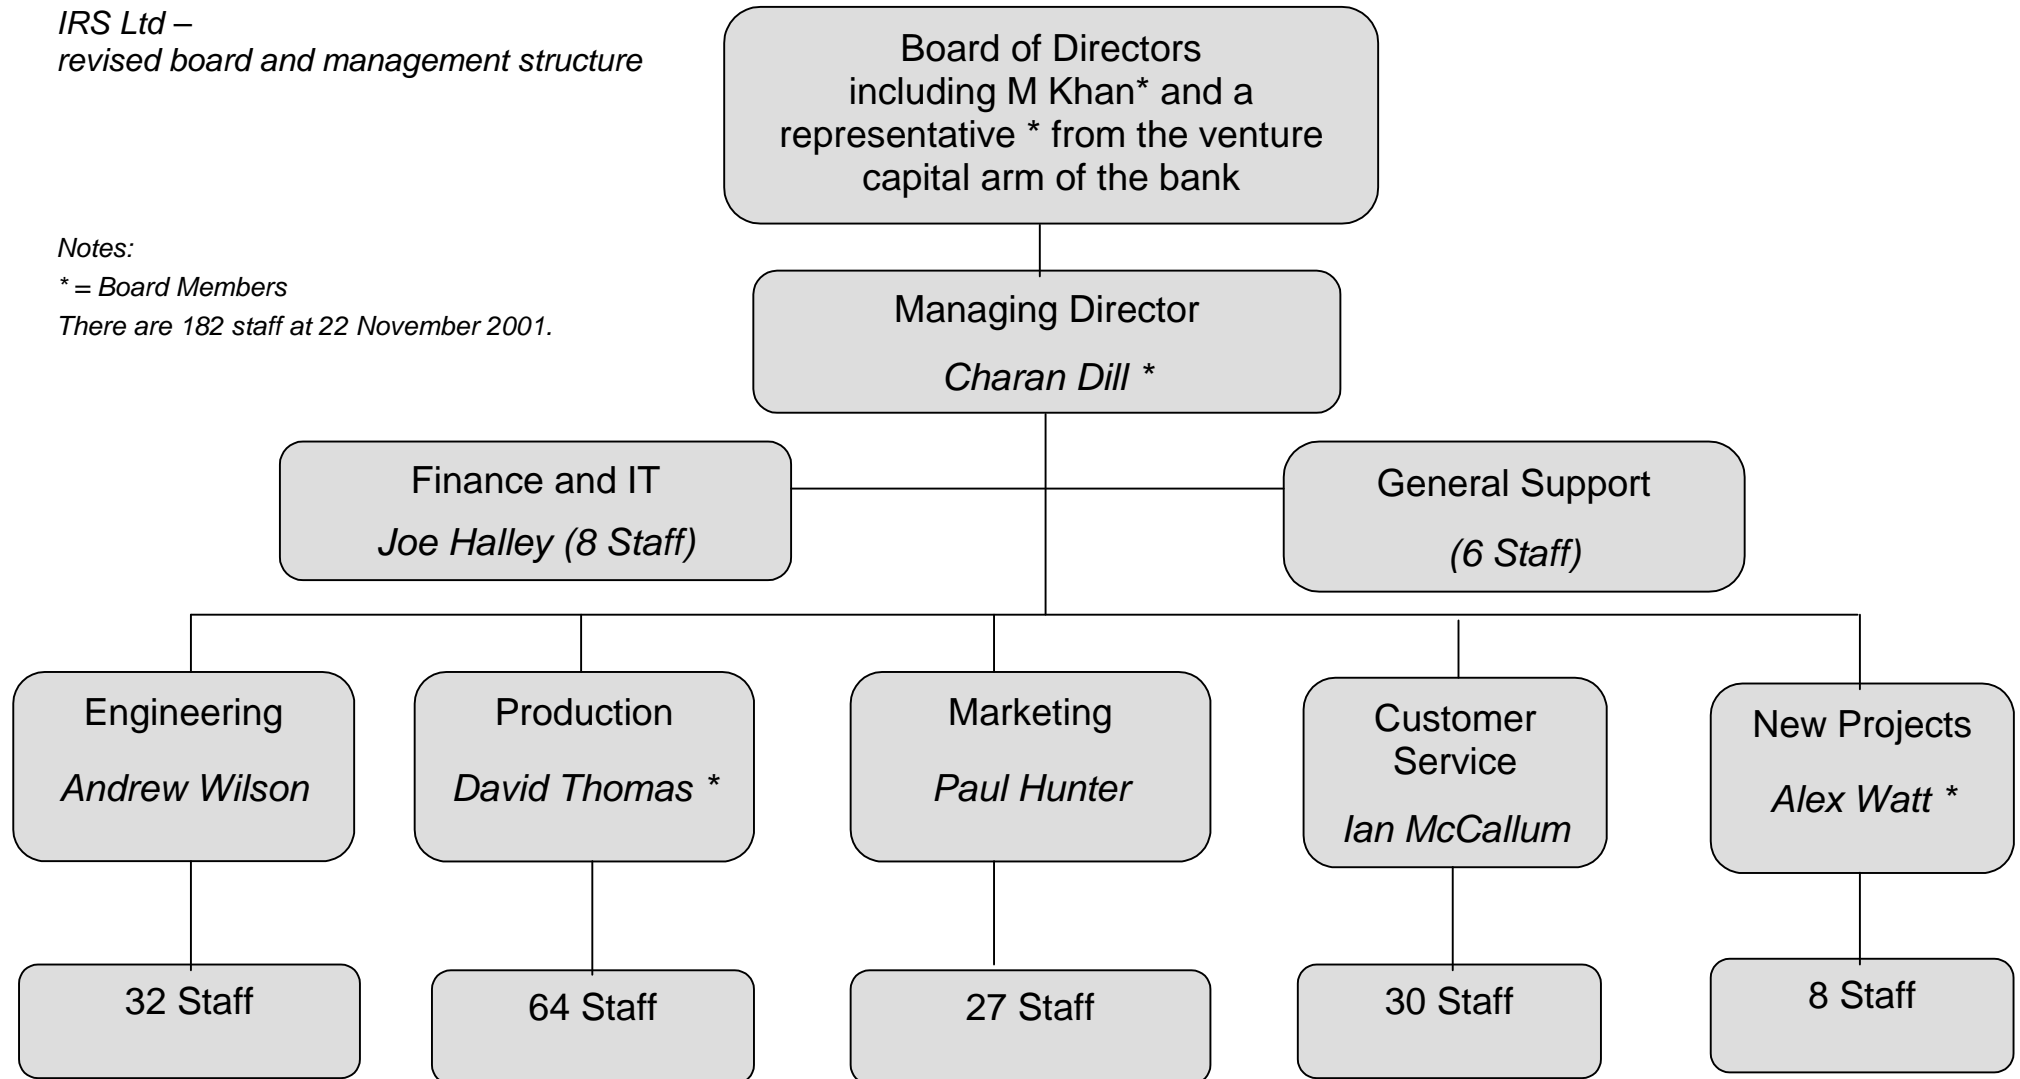 IRS Ltd –
revised board and management structure
Board of Directors
including M Khan* and a
representative * from the venture
capital arm of the bank
Notes:
* = Board Members
There are 182 staff at 22 November 2001.
Managing Director
Charan Dill *
Finance and IT
Joe Halley (8 Staff)
General Support
(6 Staff)
Engineering
Andrew Wilson
Production
David Thomas *
Marketing
Paul Hunter
Customer
Service
Ian McCallum
New Projects
Alex Watt *
32 Staff
64 Staff
27 Staff
30 Staff
8 Staff